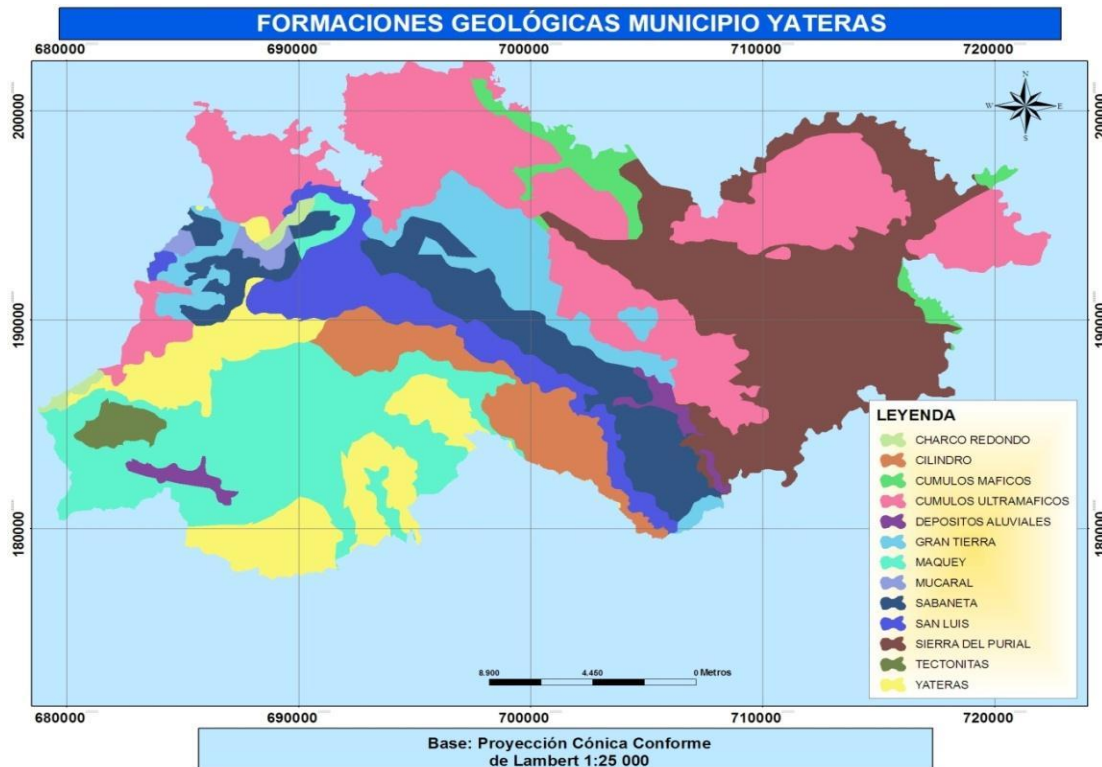 FORMACIONES GEOLÓGICAS MUNICIPIO YATERAS
680000 690000 700000 710000 720000
200000 200000
190000 190000
180000 180000
N
W E
S
LEYENDA
CHARCO REDONDO
CILINDRO
CUMULOS MAFICOS
CUMULOS ULTRAMAFICOS
DEPOSITOS ALUVIALES
GRAN TIERRA
MAQUEY
MUCARAL
SABANETA
SAN LUIS
SIERRA DEL PURIAL
TECTONITAS
YATERAS
8.900 4.450 0 Metros
680000 690000 700000 710000 720000
Base: Proyección Cónica Conforme
de Lambert 1:25 000